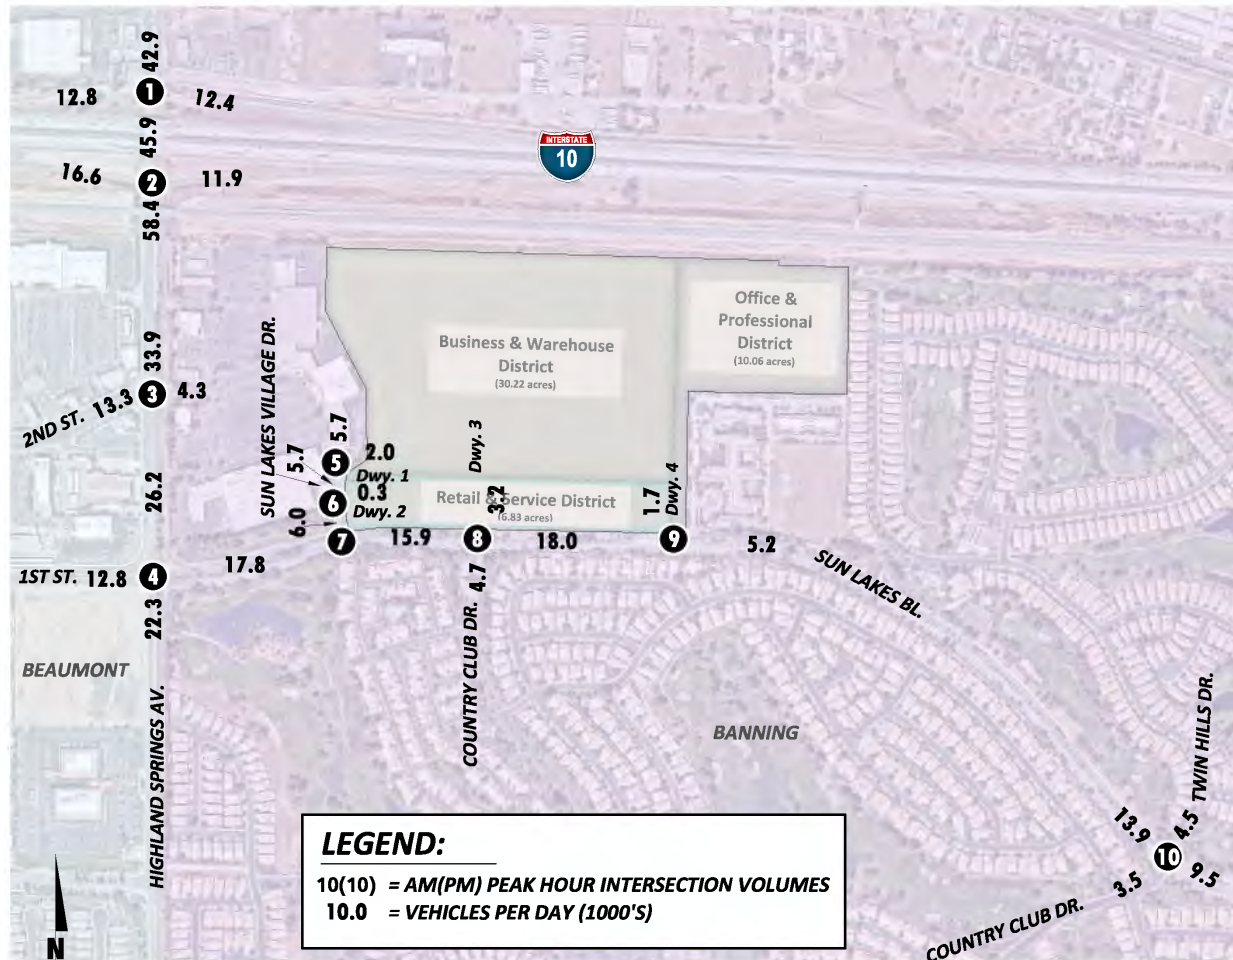 42.9
12.8
1
12.4
45.9
INTERSTATE
10
16.6
2
11.9
58.4
33.9
2ND ST. 13.3
3
4.3
26.2
SUN LAKES VILLAGE DR.
Business & Warehouse
District
(30.22 acres)
Office &
Professional
District
(10.06 acres)
5.7
5.7
5
2.0
Dwy. 1
6
0.3
Dwy. 2
6.0
7
Dwy. 3
3.2
Retail & Service District
(6.83 acres)
1.7
Dwy. 4
15.9
8
18.0
9
5.2
SUN LAKES BL.
1ST ST. 12.8
4
17.8
22.3
COUNTRY CLUB DR. 4.7
BEAUMONT
HIGHLAND SPRINGS AV.
BANNING
TWIN HILLS DR.
13.9
4.5
10
9.5
3.5
COUNTRY CLUB DR.
LEGEND:
10(10) = AM(PM) PEAK HOUR INTERSECTION VOLUMES
10.0 = VEHICLES PER DAY (1000'S)
N